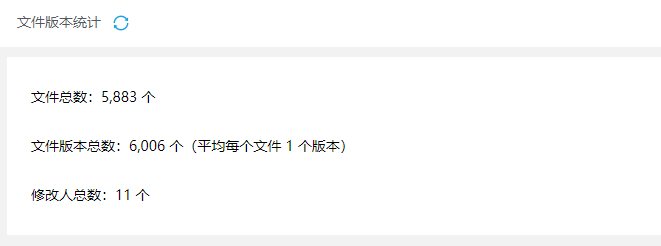 文件版本统计
文件总数：5,883 个
文件版本总数：6,006 个（平均每个文件 1 个版本）
修改人总数：11 个